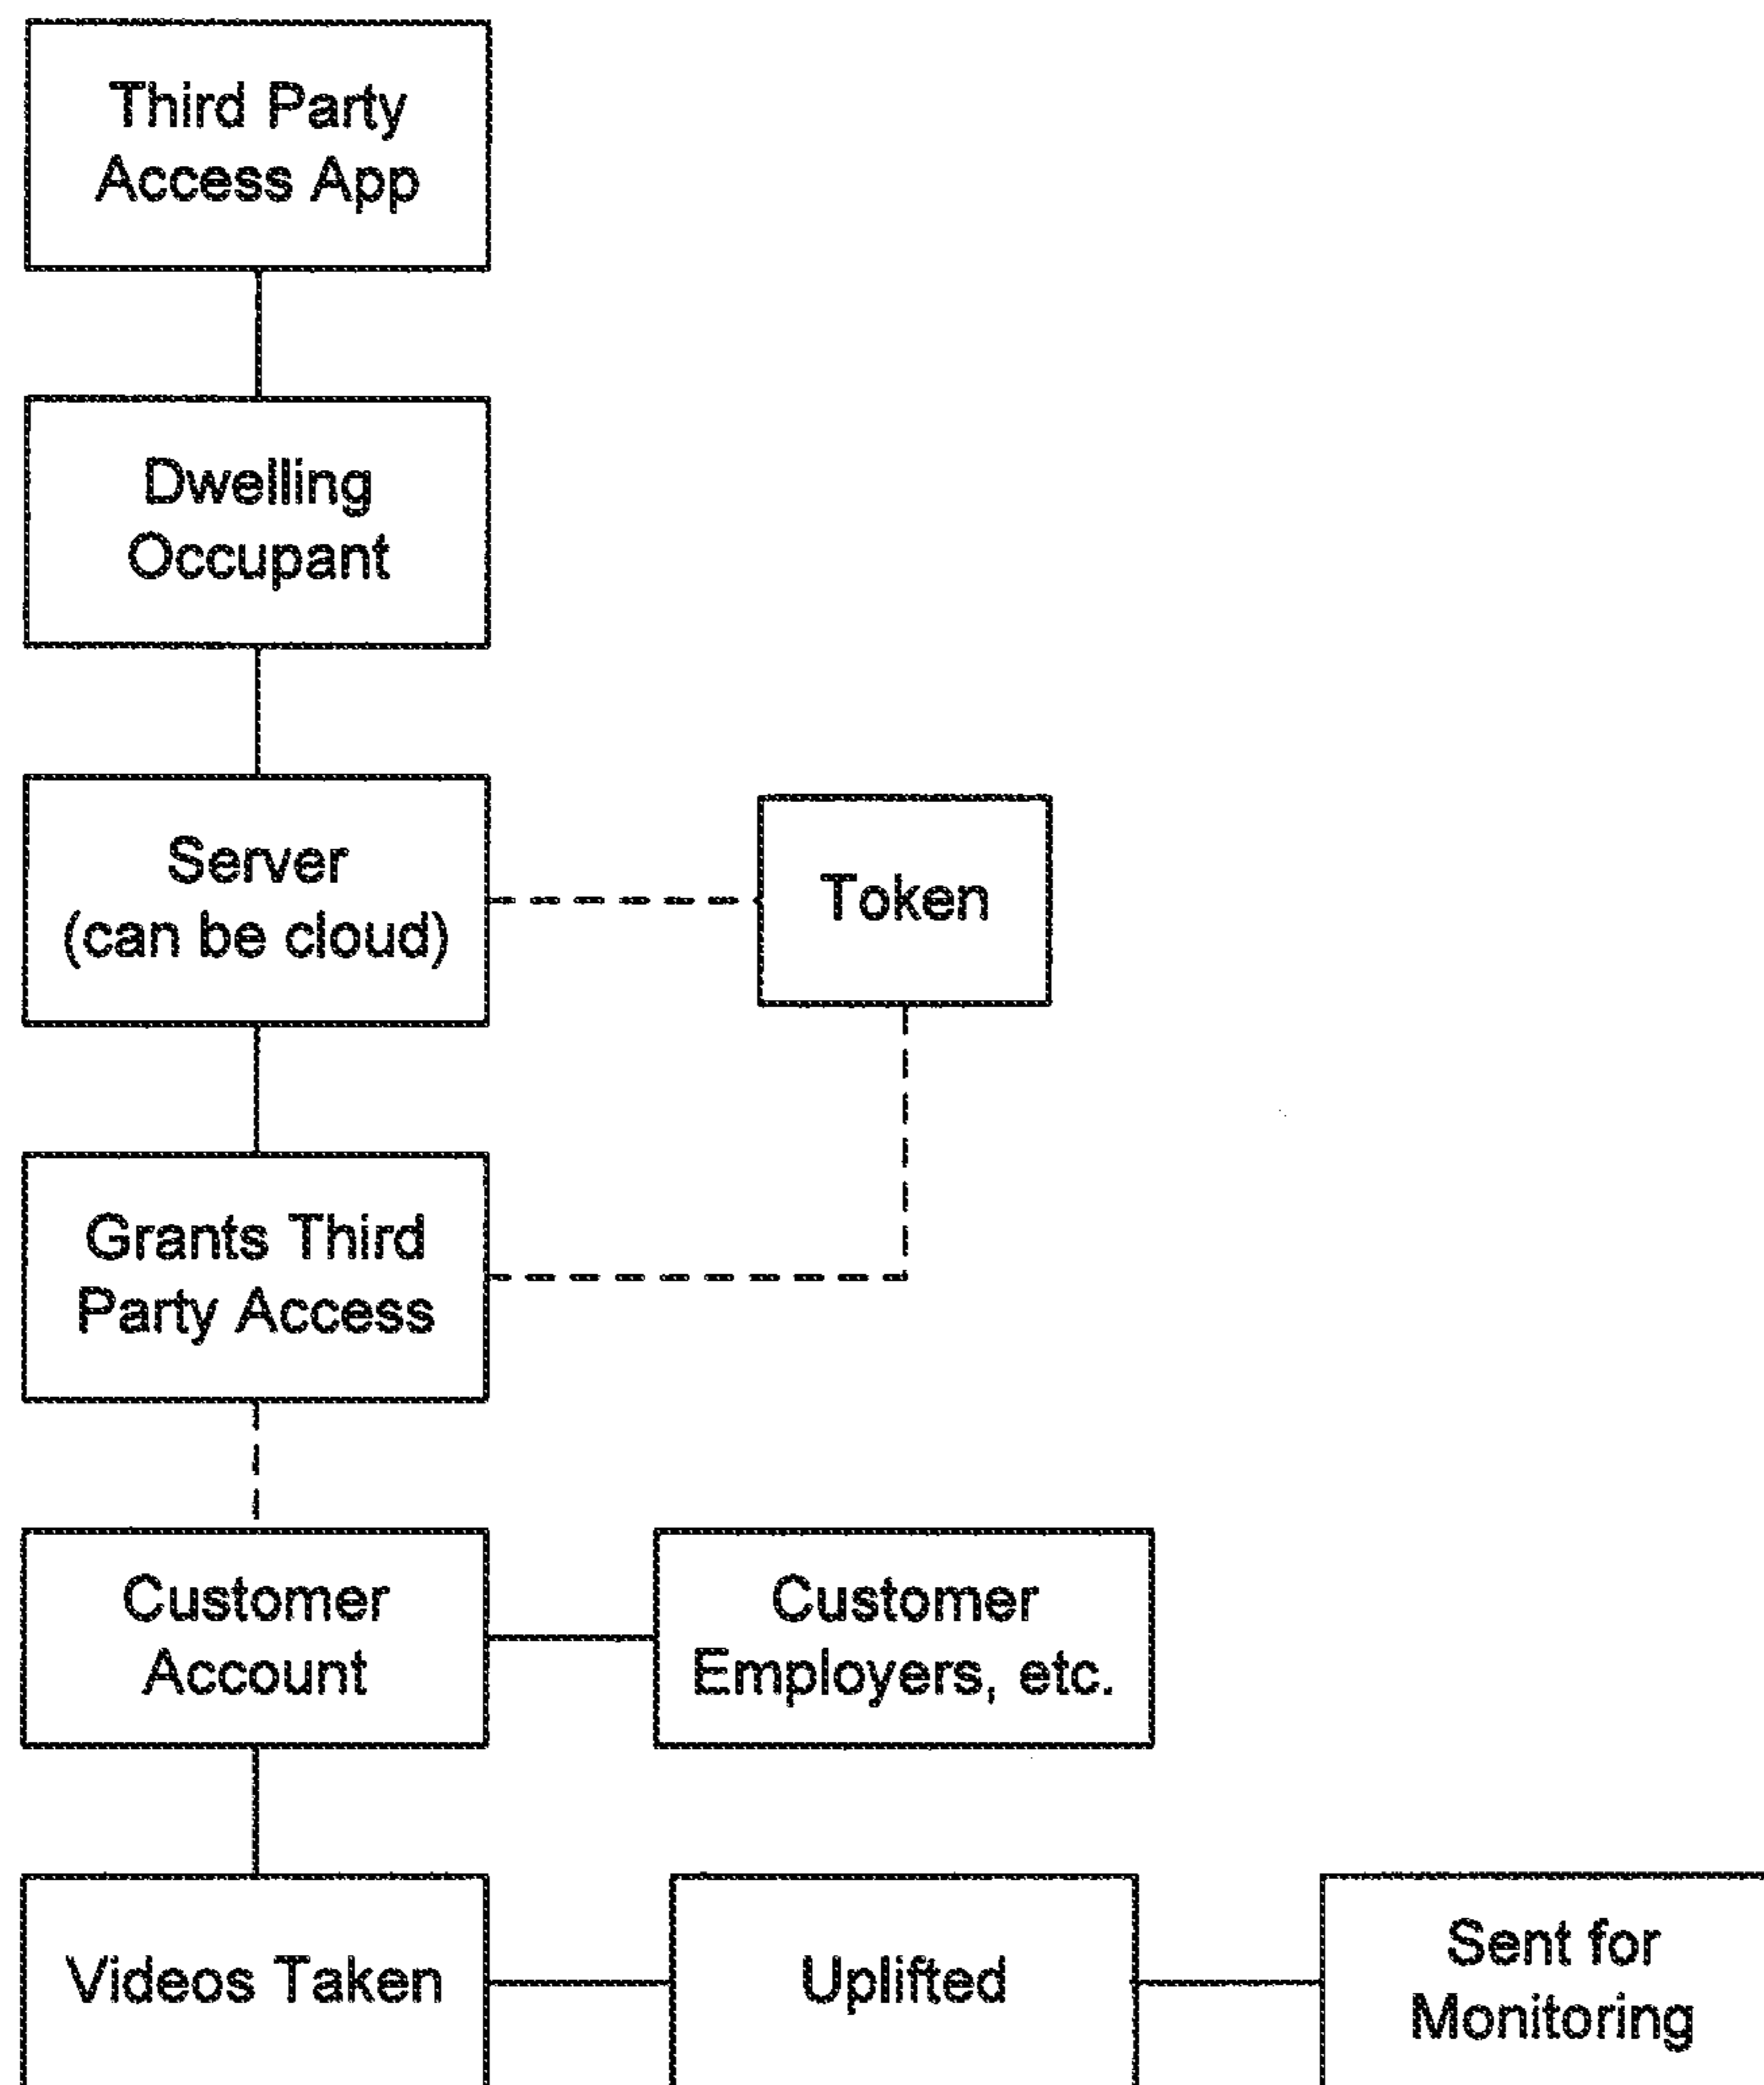 Third Party
Access App
Dwelling
Occupant
Server
(can be cloud)
Token
Grants Third
Party Access
Customer
Account
Customer
Employers, etc.
Videos Taken
Uplifted
Sent for
Monitoring